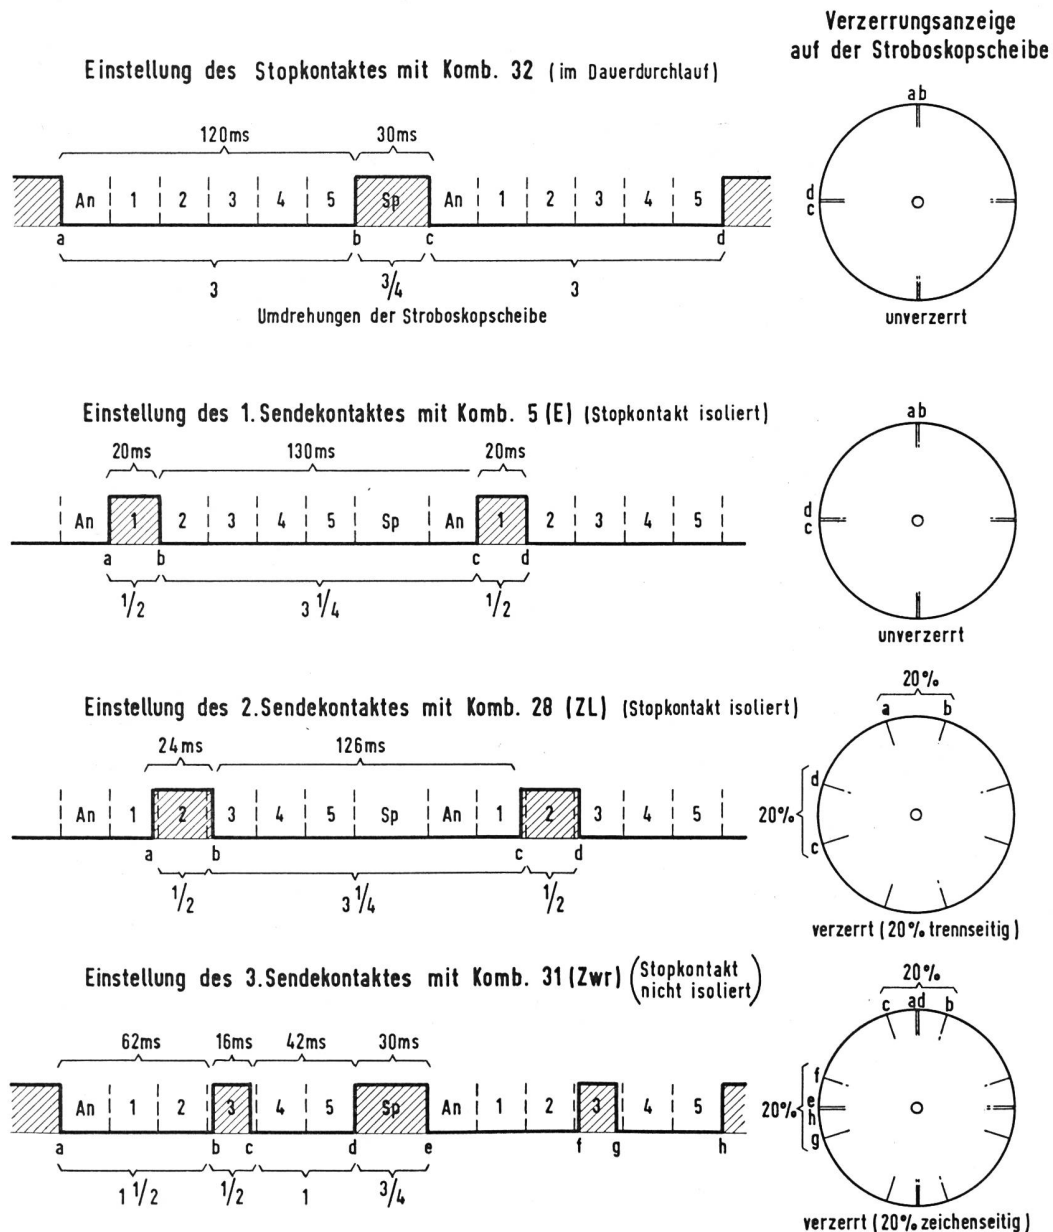 Verzerrungsanzeige
auf der Stroboskopscheibe
Einstellung des Stopkontaktes mit Komb. 32 (im Dauerdurchlauf)
120ms 30ms
An 1 2 3 4 5 Sp An 1 2 3 4 5
a b c d
3 3/4 3
Umdrehungen der Stroboskopscheibe
ab
d
c
unverzerrt
Einstellung des 1.Sendekontaktes mit Komb. 5 (E) (Stopkontakt isoliert)
20ms 130ms 20ms
An 1 2 3 4 5 Sp An 1 2 3 4 5
a b c d
1/2 3 1/4 1/2
ab
d
c
unverzerrt
Einstellung des 2.Sendekontaktes mit Komb. 28 (ZL) (Stopkontakt isoliert)
24ms 126ms
An 1 2 3 4 5 Sp An 1 2 3 4 5
a b c d
1/2 3 1/4 1/2
20%
a b
d
20%
c
verzerrt (20% trennseitig)
Einstellung des 3.Sendekontaktes mit Komb. 31 (Zwr) (Stopkontakt
nicht isoliert)
62ms 16ms 42ms 30ms
An 1 2 3 4 5 Sp An 1 2 3 4 5
a b c d e f g h
1 1/2 1/2 1 3/4
20%
c ad b
f
20% e
h
g
verzerrt (20% zeichenseitig)